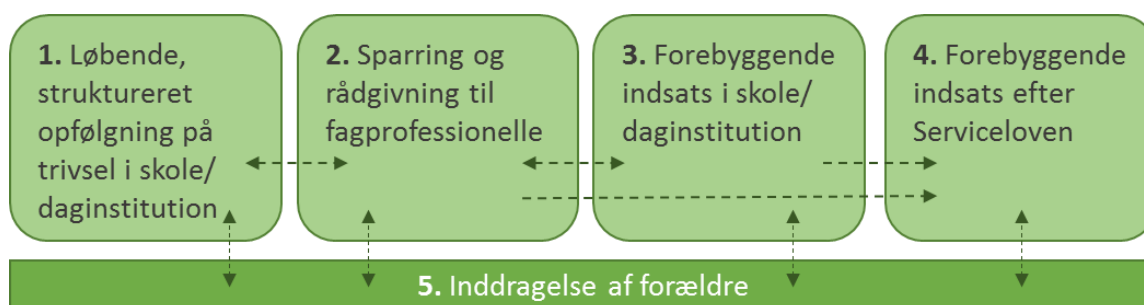 1. Løbende,
struktureret
opfølgning på
trivsel i skole/
daginstitution
2. Sparring og
rådgivning til
fagprofessionelle
3. Forebyggende
indsats i skole/
daginstitution
4. Forebyggende
indsats efter
Serviceloven
5. Inddragelse af forældre